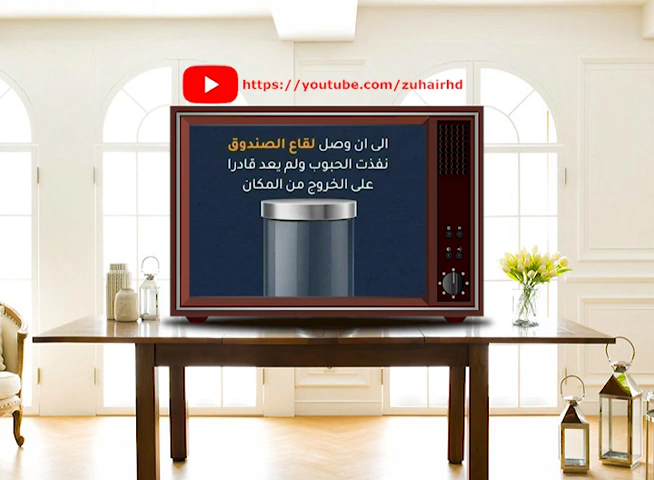 https://youtube.com/zuhairhd
الى ان وصل لقاع الصندوق
نفذت الحبوب ولم يعد قادرا
على الخروج من المكان